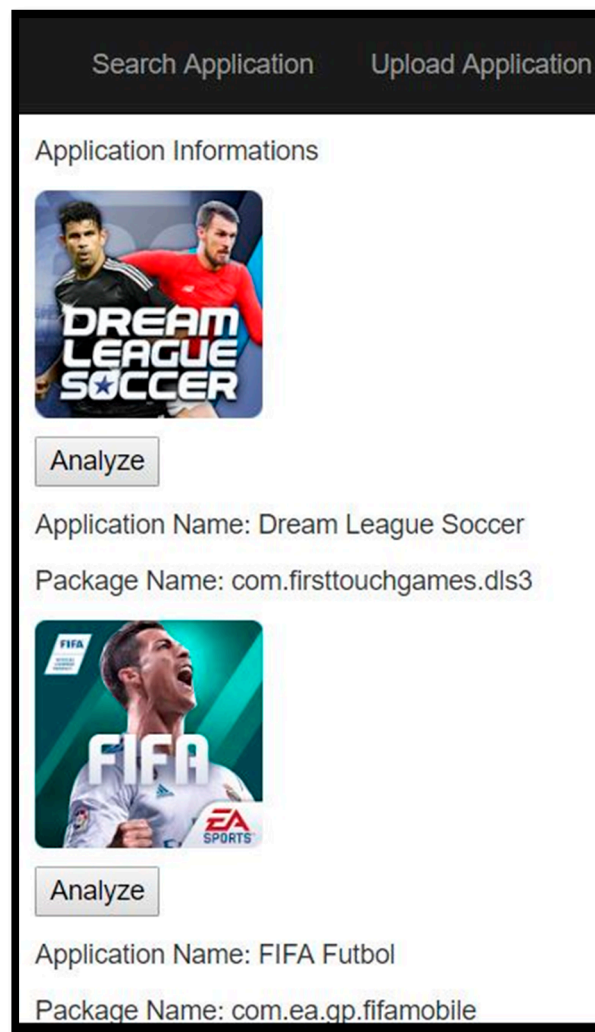 Search Application Upload Application
Application Informations
DREAM
LEAGUE
SOCCER
Analyze
Application Name: Dream League Soccer
Package Name: com.firsttouchgames.dls3
FIFA
FIFA
EA
SPORTS
Analyze
Application Name: FIFA Futbol
Package Name: com.ea.gp.fifamobile